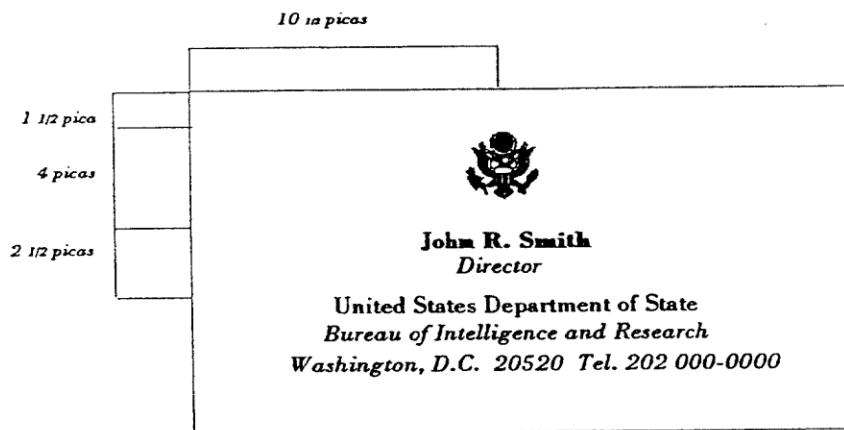 10 1/2 picas
1 1/2 pica
4 picas
2 1/2 picas
John R. Smith
Director
United States Department of State
Bureau of Intelligence and Research
Washington, D.C. 20520 Tel. 202 000-0000